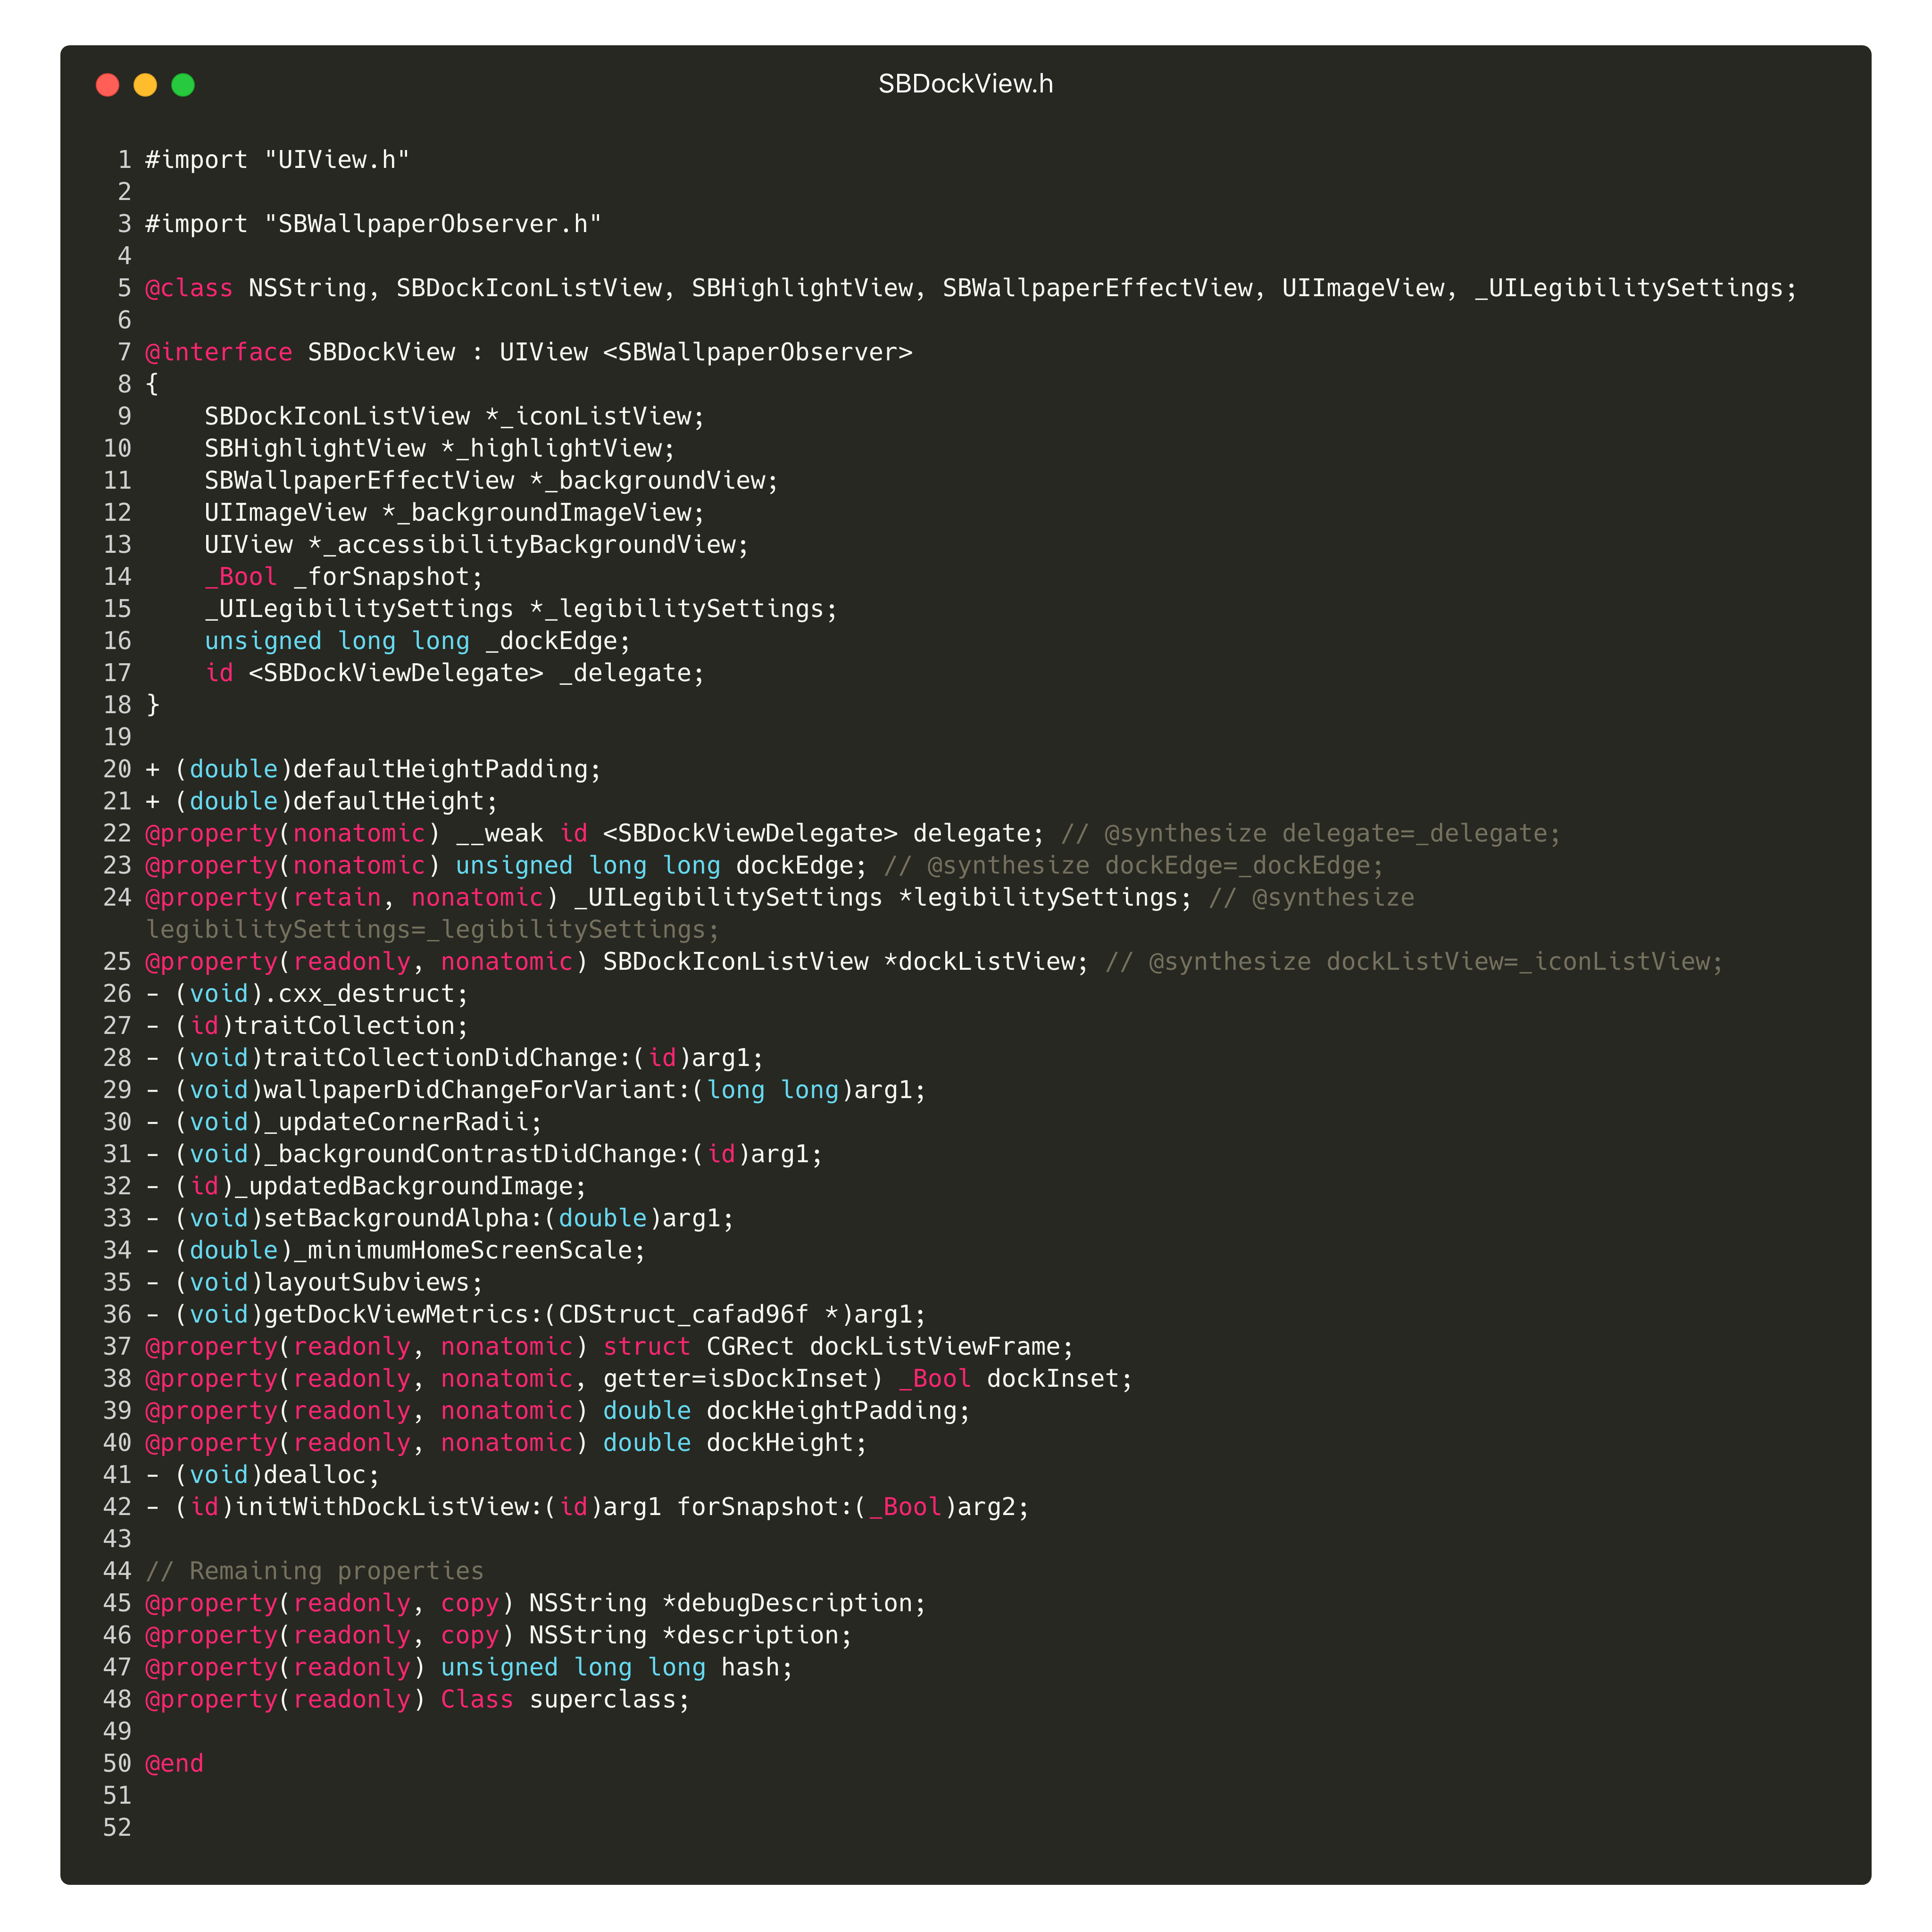 SBDockView.h
1 #import "UIView.h"
2
3 #import "SBWallpaperObserver.h"
4
5 @class NSString, SBDockIconListView, SBHighlightView, SBWallpaperEffectView, UIImageView, _UILegibilitySettings;
6
7 @interface SBDockView : UIView <SBWallpaperObserver>
8 {
9     SBDockIconListView *_iconListView;
10     SBHighlightView *_highlightView;
11     SBWallpaperEffectView *_backgroundView;
12     UIImageView *_backgroundImageView;
13     UIView *_accessibilityBackgroundView;
14     _Bool _forSnapshot;
15     _UILegibilitySettings *_legibilitySettings;
16     unsigned long long _dockEdge;
17     id <SBDockViewDelegate> _delegate;
18 }
19
20 + (double)defaultHeightPadding;
21 + (double)defaultHeight;
22 @property(nonatomic) __weak id <SBDockViewDelegate> delegate; // @synthesize delegate=_delegate;
23 @property(nonatomic) unsigned long long dockEdge; // @synthesize dockEdge=_dockEdge;
24 @property(retain, nonatomic) _UILegibilitySettings *legibilitySettings; // @synthesize
legibilitySettings=_legibilitySettings;
25 @property(readonly, nonatomic) SBDockIconListView *dockListView; // @synthesize dockListView=_iconListView;
26 - (void).cxx_destruct;
27 - (id)traitCollection;
28 - (void)traitCollectionDidChange:(id)arg1;
29 - (void)wallpaperDidChangeForVariant:(long long)arg1;
30 - (void)_updateCornerRadii;
31 - (void)_backgroundContrastDidChange:(id)arg1;
32 - (id)_updatedBackgroundImage;
33 - (void)setBackgroundAlpha:(double)arg1;
34 - (double)_minimumHomeScreenScale;
35 - (void)layoutSubviews;
36 - (void)getDockViewMetrics:(CDStruct_cafad96f *)arg1;
37 @property(readonly, nonatomic) struct CGRect dockListViewFrame;
38 @property(readonly, nonatomic, getter=isDockInset) _Bool dockInset;
39 @property(readonly, nonatomic) double dockHeightPadding;
40 @property(readonly, nonatomic) double dockHeight;
41 - (void)dealloc;
42 - (id)initWithDockListView:(id)arg1 forSnapshot:(_Bool)arg2;
43
44 // Remaining properties
45 @property(readonly, copy) NSString *debugDescription;
46 @property(readonly, copy) NSString *description;
47 @property(readonly) unsigned long long hash;
48 @property(readonly) Class superclass;
49
50 @end
51
52